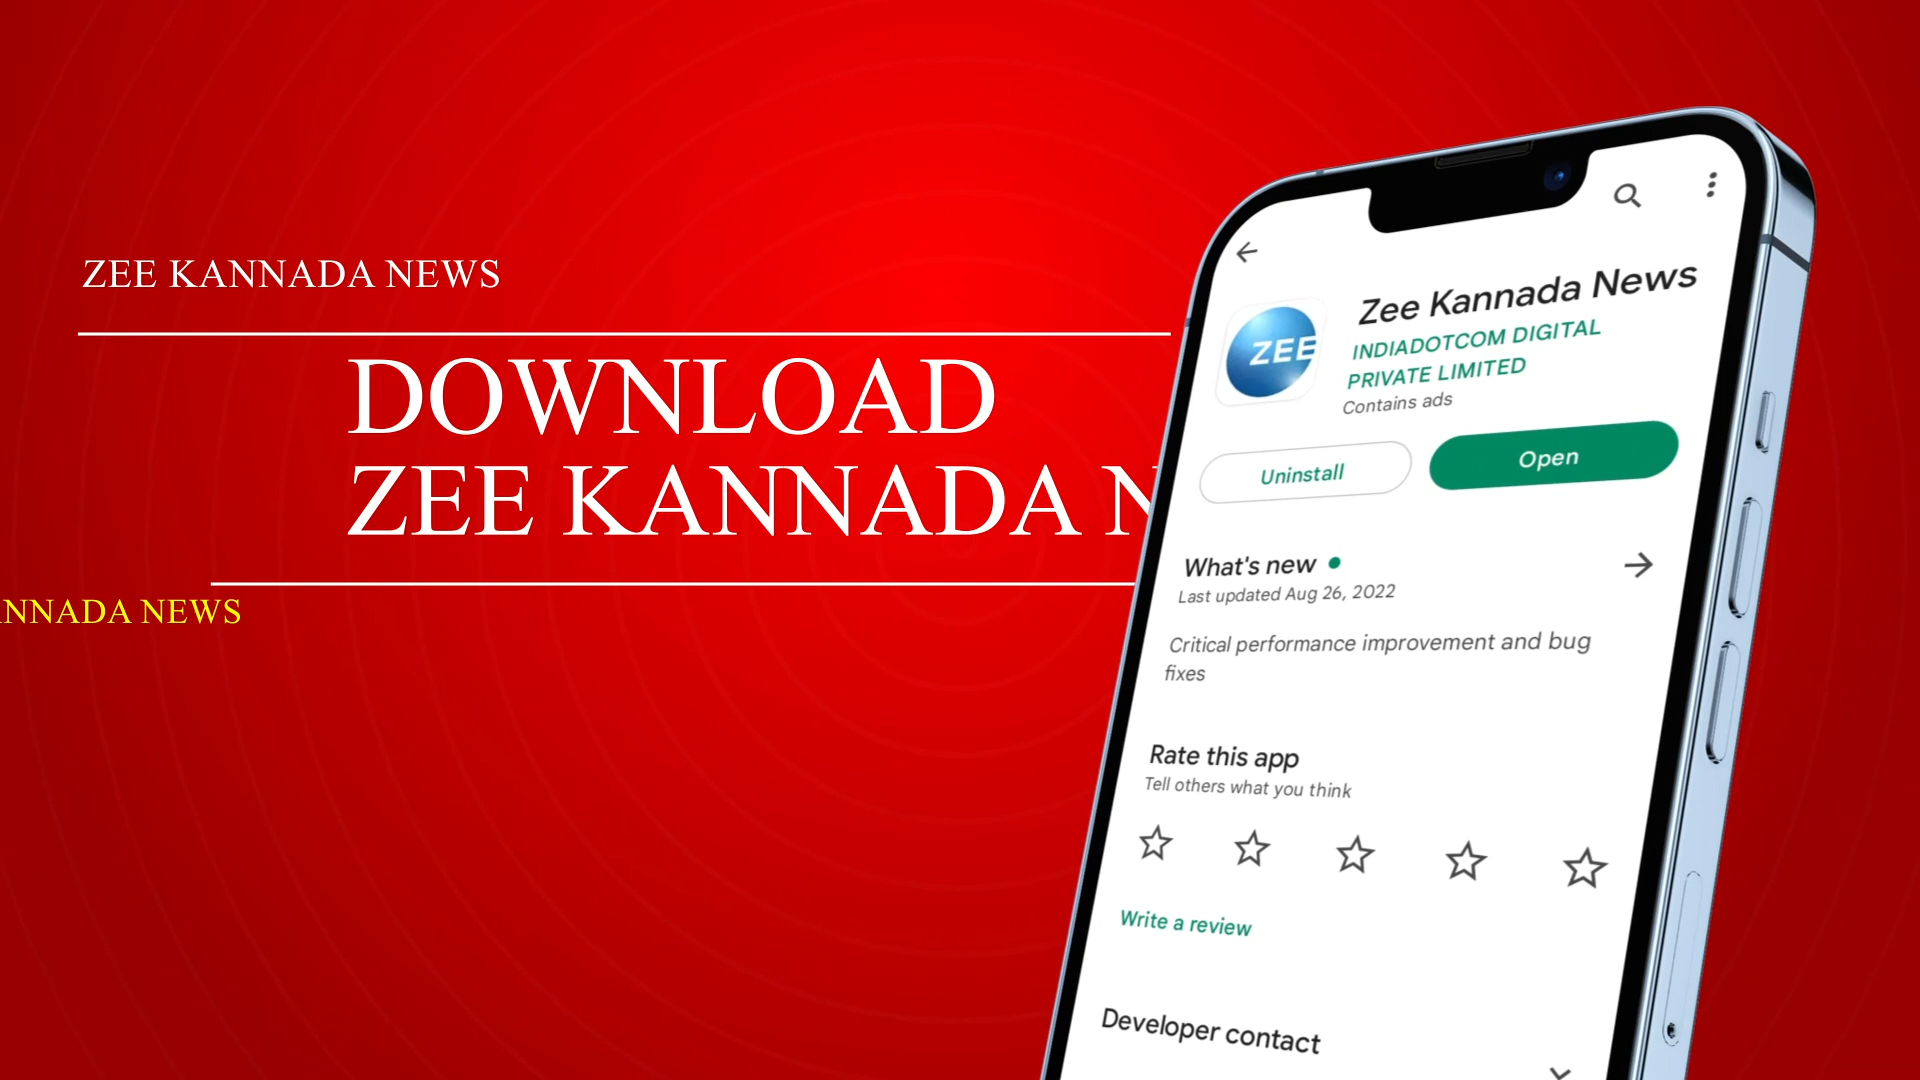 ZEE KANNADA NEWS
DOWNLOAD
ZEE KANNADA N
ANNADA NEWS
Zee Kannada News
ZEE
INDIADOTCOM DIGITAL
PRIVATE LIMITED
Contains ads
Uninstall
Open
What's new
Last updated Aug 26, 2022
Critical performance improvement and bug
fixes
Rate this app
Tell others what you think
Write a review
Developer contact